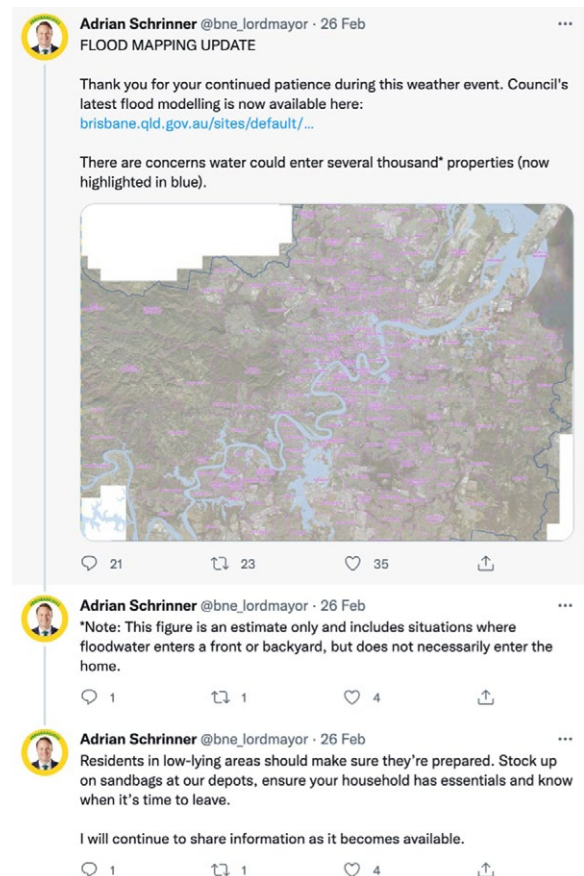 Adrian Schrinner @bne_lordmayor · 26 Feb
FLOOD MAPPING UPDATE
Thank you for your continued patience during this weather event. Council's
latest flood modelling is now available here:
brisbane.qld.gov.au/sites/default/...
There are concerns water could enter several thousand* properties (now
highlighted in blue).
21 23 35
Adrian Schrinner @bne_lordmayor · 26 Feb
*Note: This figure is an estimate only and includes situations where
floodwater enters a front or backyard, but does not necessarily enter the
home.
1 1 4
Adrian Schrinner @bne_lordmayor · 26 Feb
Residents in low-lying areas should make sure they're prepared. Stock up
on sandbags at our depots, ensure your household has essentials and know
when it's time to leave.
I will continue to share information as it becomes available.
1 1 4